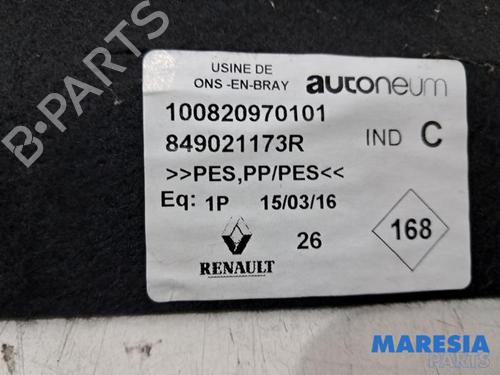 USINE DE
ONS -EN-BRAY autoneum
100820970101
849021173R IND C
>>PES,PP/PES<<
Eq: 1P 15/03/16
26 168
RENAULT
MARESIA
PARTS